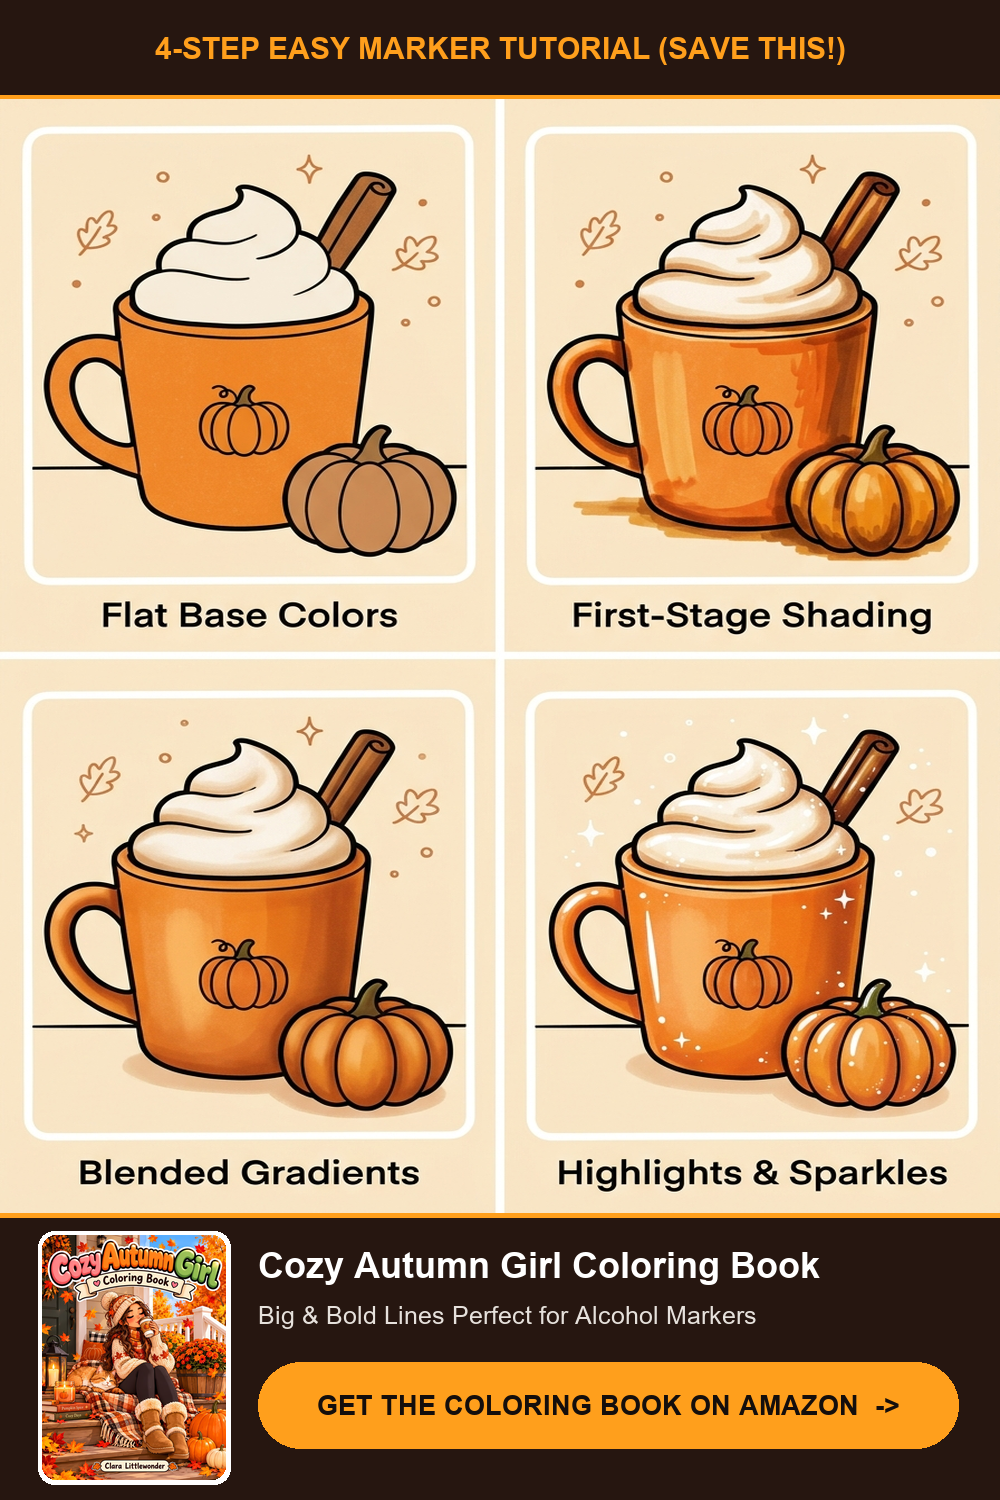 4-STEP EASY MARKER TUTORIAL (SAVE THIS!)
Flat Base Colors
First-Stage Shading
Blended Gradients
Highlights & Sparkles
Cozy Autumn Girl
Coloring Book
Clara Littlewonder
Cozy Autumn Girl Coloring Book
Big & Bold Lines Perfect for Alcohol Markers
GET THE COLORING BOOK ON AMAZON ->